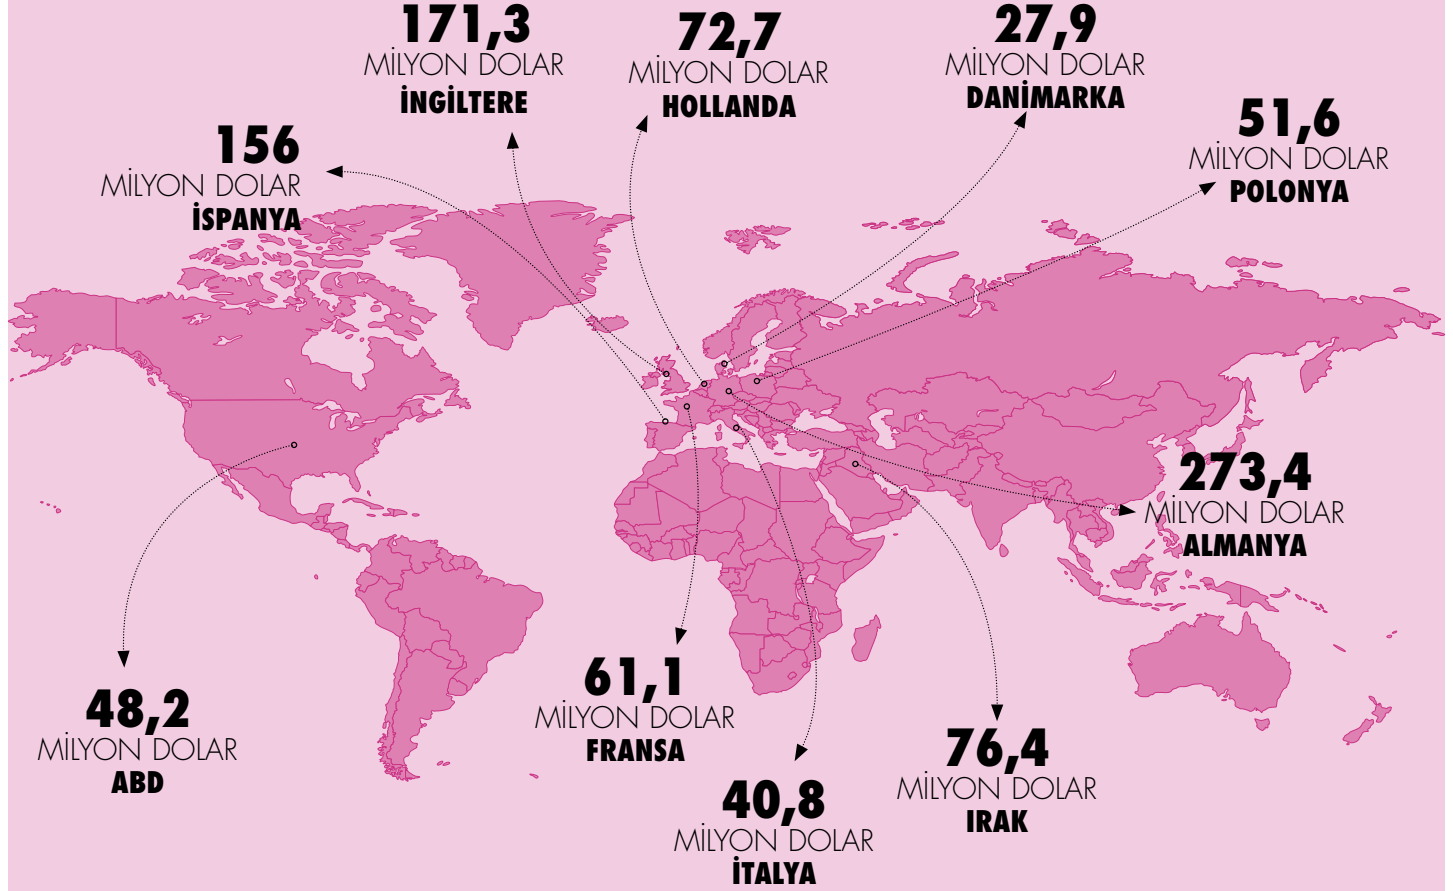 171,3
MİLYON DOLAR
İNGİLTERE
72,7
MİLYON DOLAR
HOLLANDA
27,9
MİLYON DOLAR
DANİMARKA
51,6
MİLYON DOLAR
POLONYA
156
MİLYON DOLAR
İSPANYA
273,4
MİLYON DOLAR
ALMANYA
48,2
MİLYON DOLAR
ABD
61,1
MİLYON DOLAR
FRANSA
40,8
MİLYON DOLAR
İTALYA
76,4
MİLYON DOLAR
IRAK